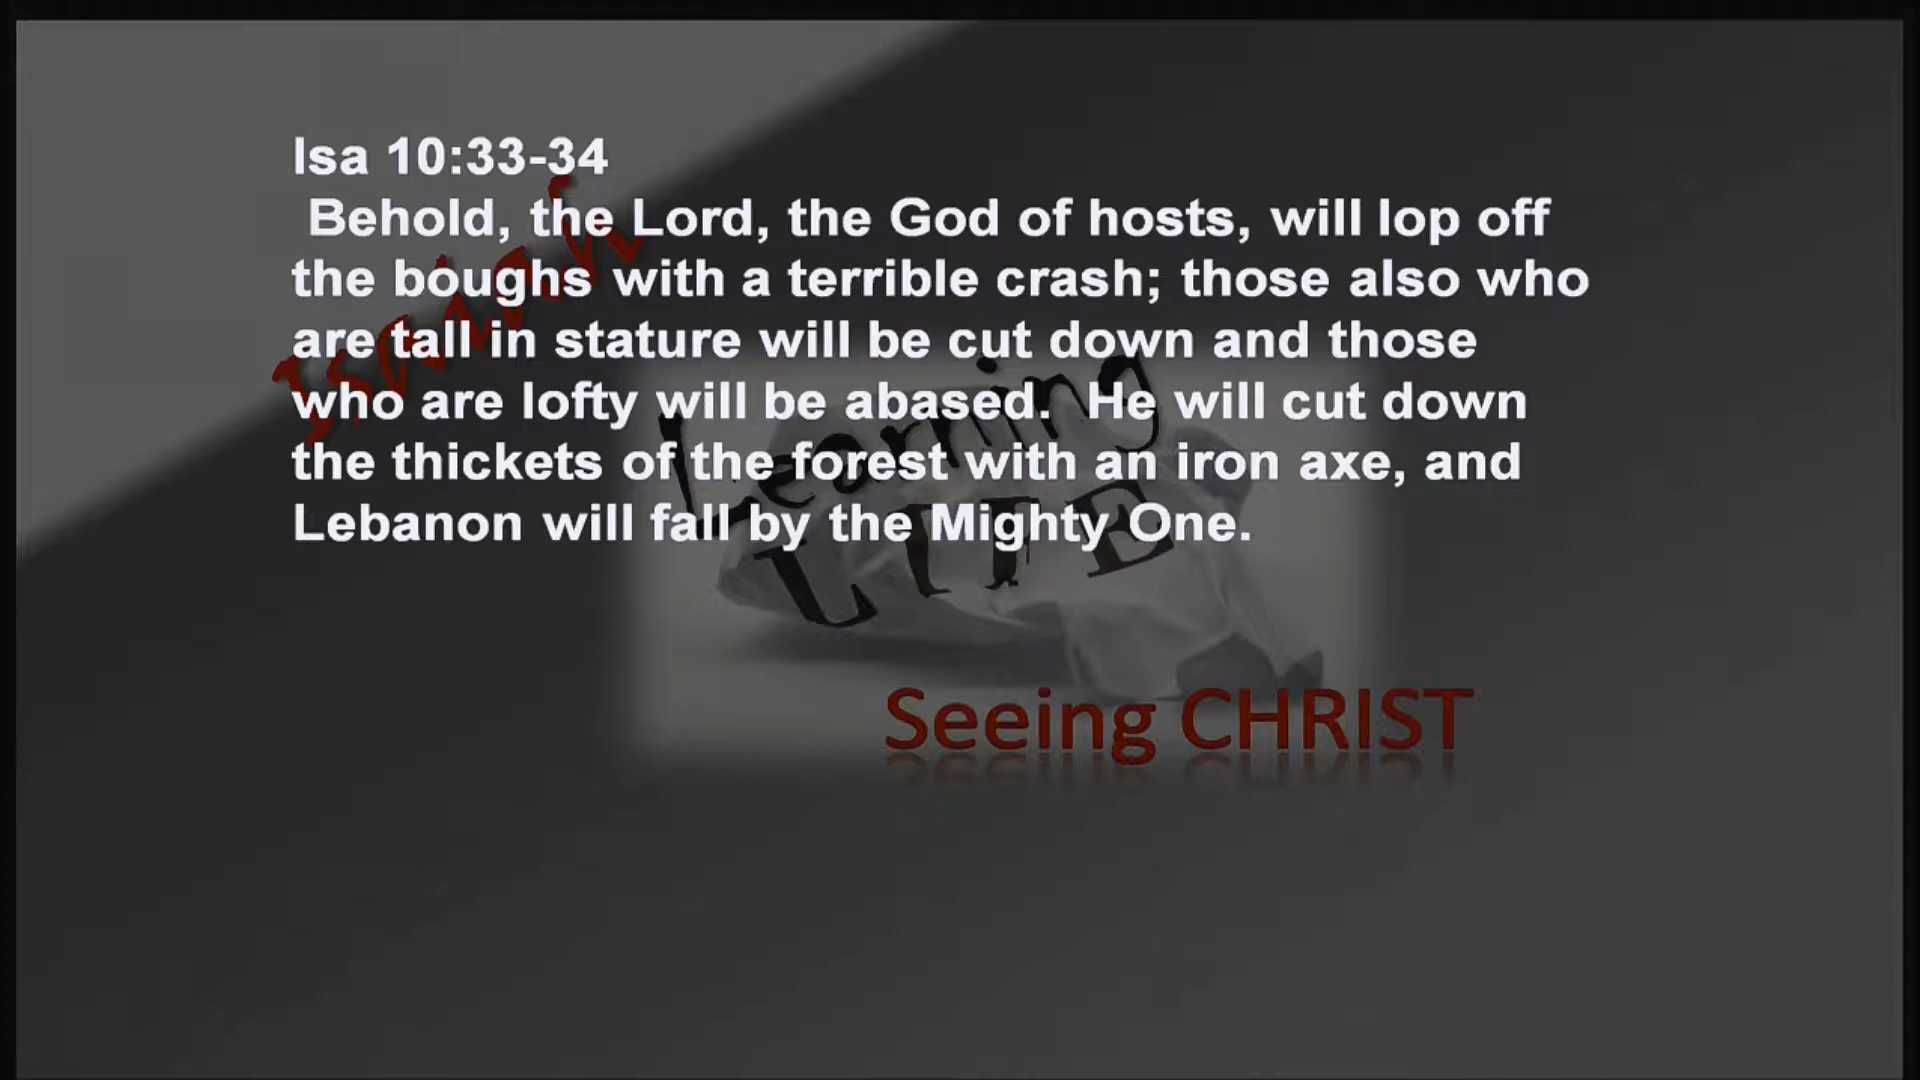 Isa 10:33-34
Behold, the Lord, the God of hosts, will lop off
the boughs with a terrible crash; those also who
are tall in stature will be cut down and those
who are lofty will be abased. He will cut down
the thickets of the forest with an iron axe, and
Lebanon will fall by the Mighty One.
Isaiah
Learning
LIFE
Seeing CHRIST